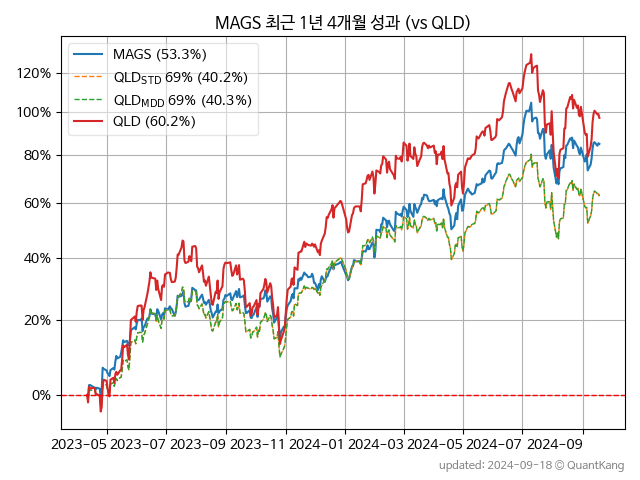 MAGS 최근 1년 4개월 성과 (vs QLD)
MAGS (53.3%)
QLD_STD 69% (40.2%)
QLD_MDD 69% (40.3%)
QLD (60.2%)
120%
100%
80%
60%
40%
20%
0%
2023-05 2023-07 2023-09 2023-11 2024-01 2024-03 2024-05 2024-07 2024-09
updated: 2024-09-18 © QuantKang